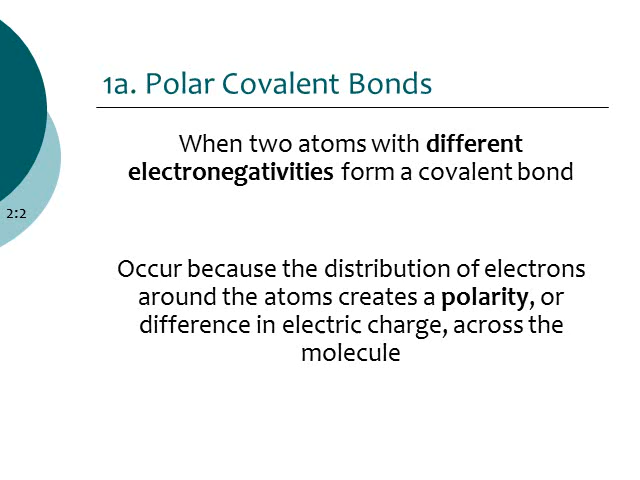 1a. Polar Covalent Bonds
When two atoms with different
electronegativities form a covalent bond
2:2
Occur because the distribution of electrons
around the atoms creates a polarity, or
difference in electric charge, across the
molecule